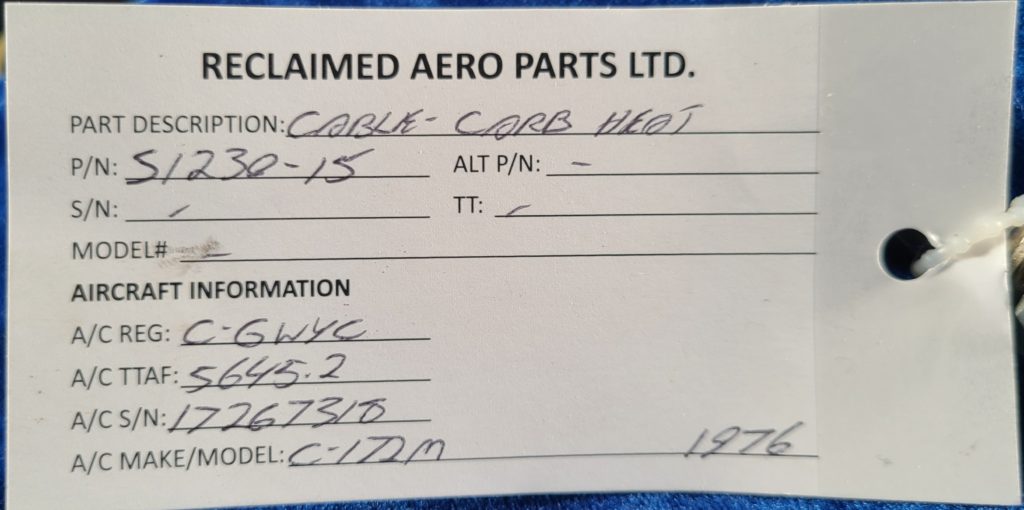 RECLAIMED AERO PARTS LTD.
PART DESCRIPTION: CABLE- CARB HEAT
P/N: S1230-15 ALT P/N: -
S/N: - TT: -
MODEL# -
AIRCRAFT INFORMATION
A/C REG: C-GWYC
A/C TTAF: 5645.2
A/C S/N: 17267318
A/C MAKE/MODEL: C-172M 1976